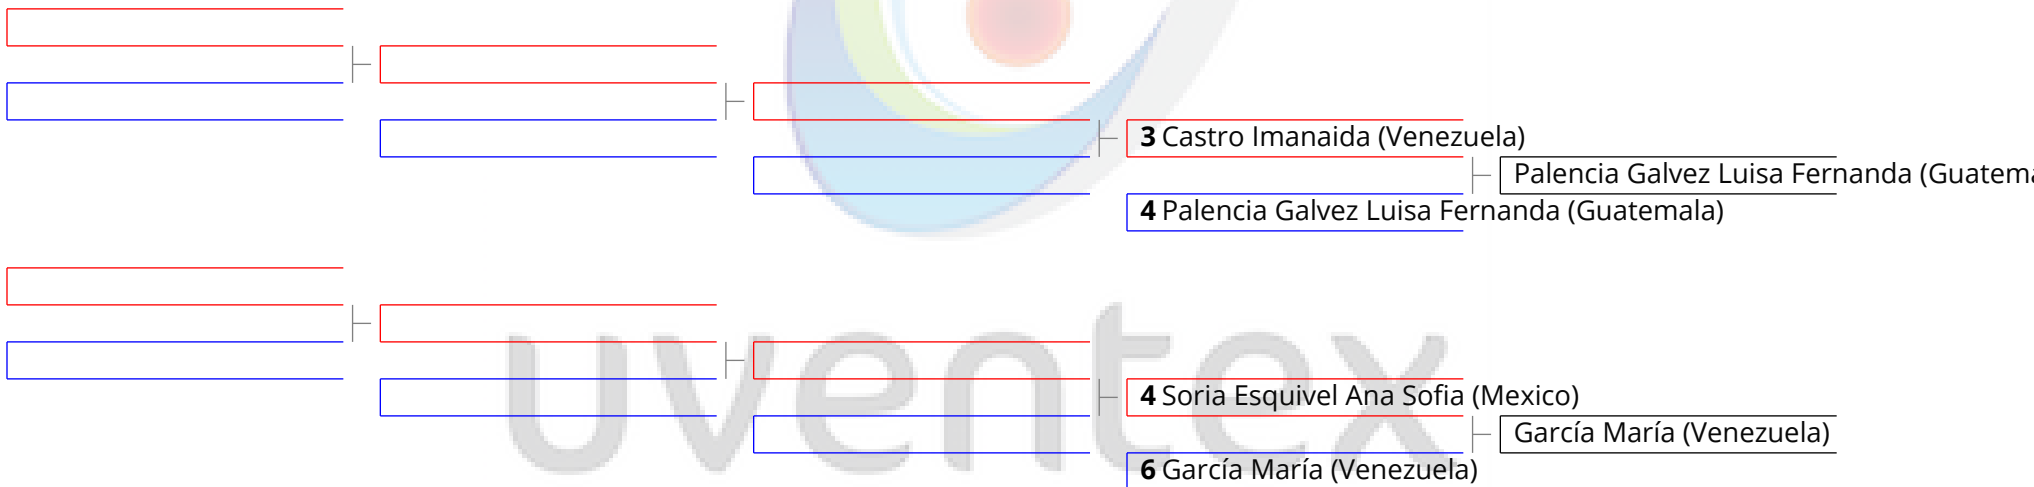 3 Castro Imanaida (Venezuela)
Palencia Galvez Luisa Fernanda (Guatema
4 Palencia Galvez Luisa Fernanda (Guatemala)
uventex
4 Soria Esquivel Ana Sofia (Mexico)
García María (Venezuela)
6 García María (Venezuela)